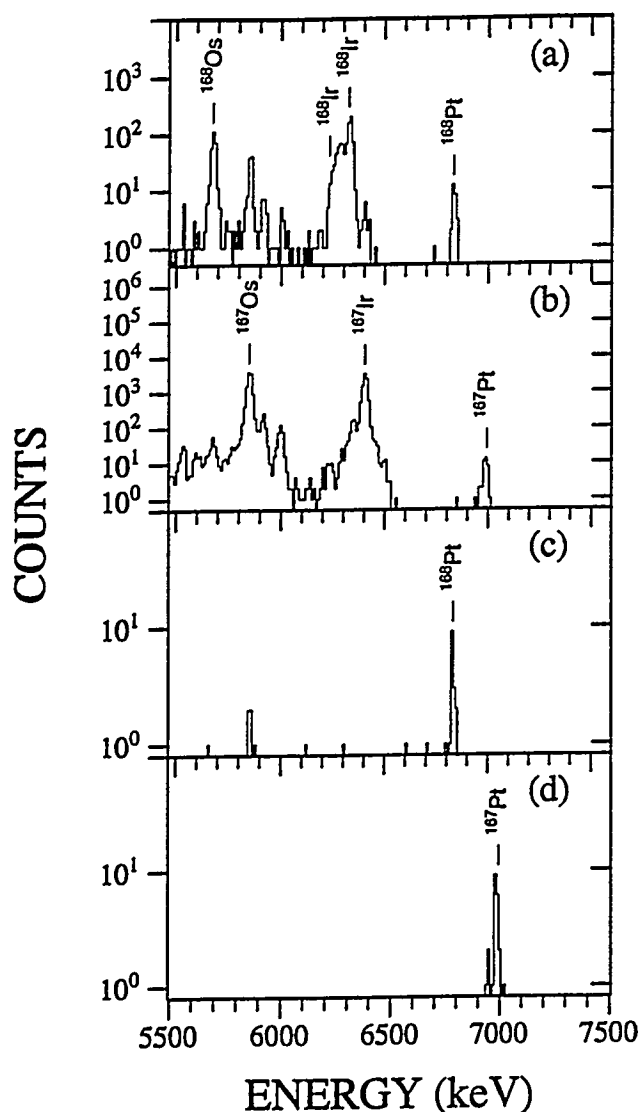 (a)
¹⁶⁸Os
¹⁶⁸Ir
¹⁶⁸Ir
¹⁶⁸Pt
10³
10²
10¹
10⁰
(b)
¹⁶⁷Os
¹⁶⁷Ir
¹⁶⁷Pt
10⁶
10⁵
10⁴
10³
10²
10¹
10⁰
COUNTS
(c)
¹⁶⁸Pt
10¹
10⁰
(d)
¹⁶⁷Pt
10¹
10⁰
5500 6000 6500 7000 7500
ENERGY (keV)